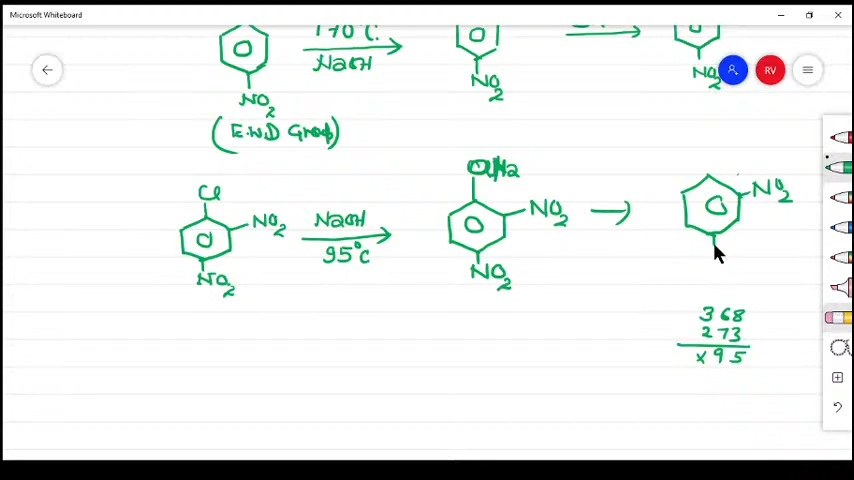 Microsoft Whiteboard
170°C.
NaOH
NO2
NO2
NO2
RV
(E.W.D Group)
Cl
NO2
NO2
NaOH
95°C
ONa
NO2
NO2
NO2
368
273
x95